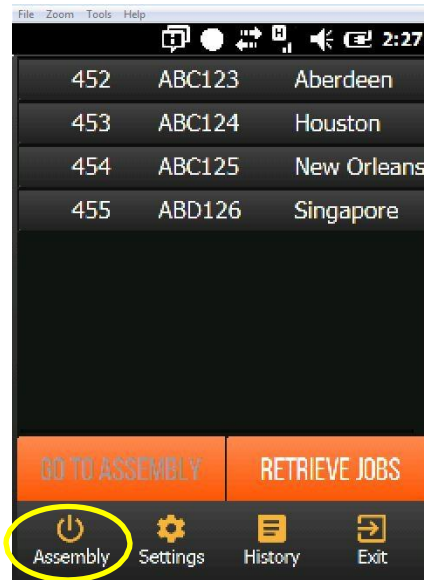 File Zoom Tools Help
H 2:27
452 ABC123 Aberdeen
453 ABC124 Houston
454 ABC125 New Orleans
455 ABD126 Singapore
GO TO ASSEMBLY RETRIEVE JOBS
Assembly Settings History Exit